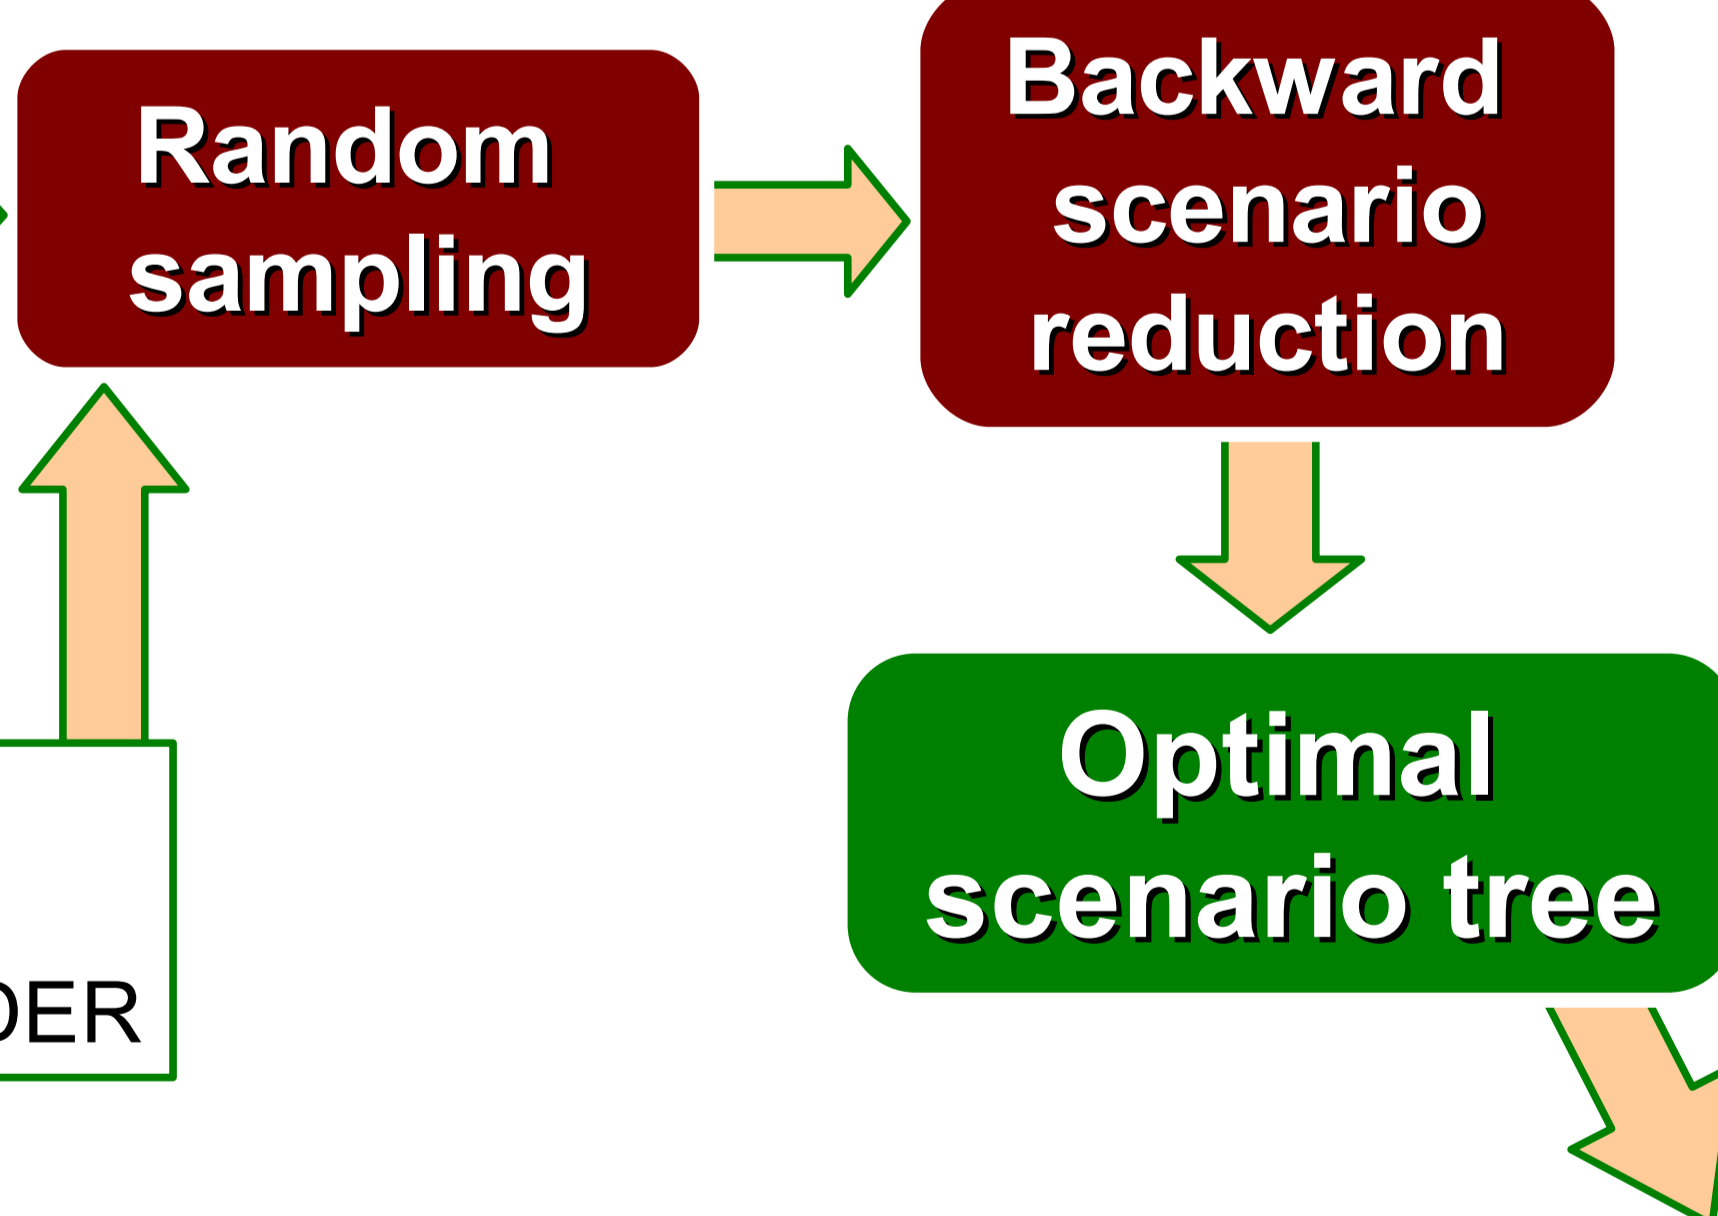 Random
sampling
Backward
scenario
reduction
Optimal
scenario tree
DER